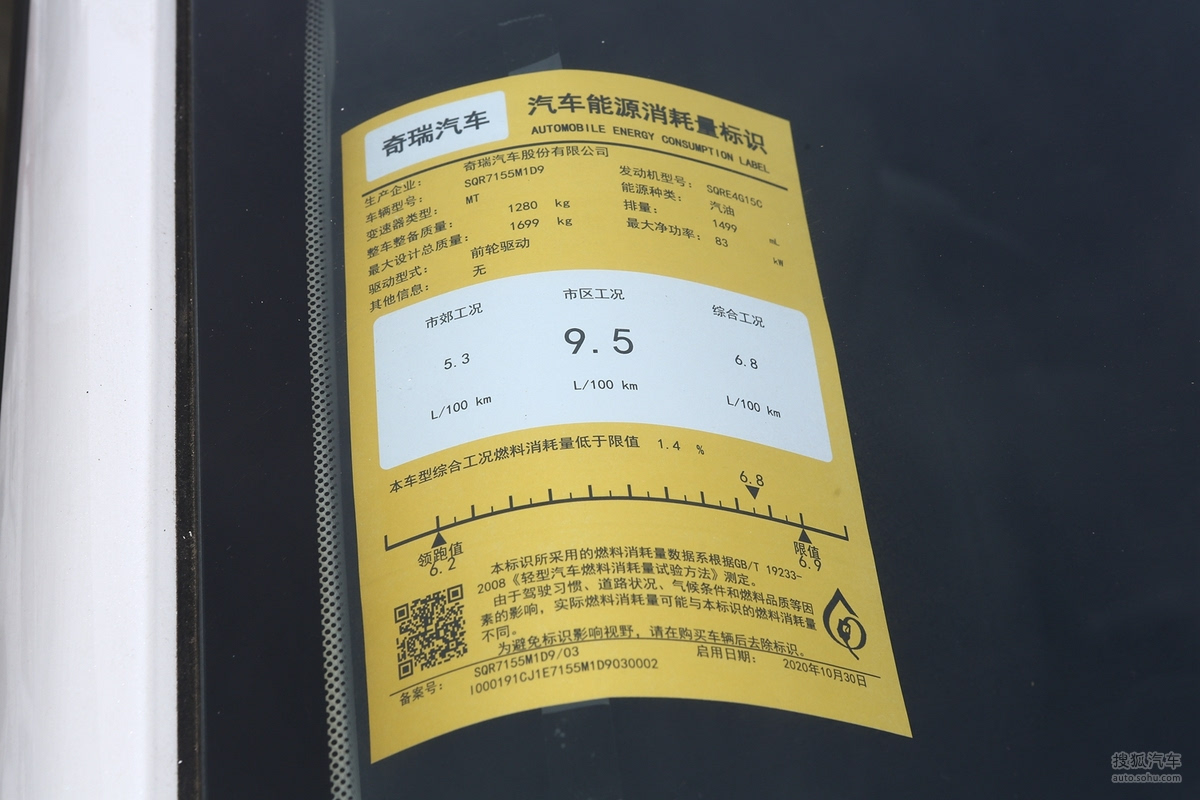 奇瑞汽车
汽车能源消耗量标识
AUTOMOBILE ENERGY CONSUMPTION LABEL
生产企业: 奇瑞汽车股份有限公司
车辆型号: SQR7155M1D9
变速器类型: MT
整车整备质量: 1280 kg
最大设计总质量: 1699 kg
驱动型式: 前轮驱动
其他信息: 无
发动机型号: SQRE4G15C
能源种类: 汽油
排量: 1499 mL
最大净功率: 83 kW
市郊工况
5.3
L/100 km
市区工况
9.5
L/100 km
综合工况
6.8
L/100 km
本车型综合工况燃料消耗量低于限值 1.4 %
6.8
领跑值
6.2
限值
6.9
本标识所采用的燃料消耗量数据系根据GB/T 19233-
2008《轻型汽车燃料消耗量试验方法》测定。
由于驾驶习惯、道路状况、气候条件和燃料品质等因
素的影响，实际燃料消耗量可能与本标识的燃料消耗量
不同。
为避免标识影响视野，请在购买车辆后去除标识。
备案号: SQR7155M1D9/03
I000191CJ1E7155M1D9030002
启用日期: 2020年10月30日
搜狐汽车
auto.sohu.com